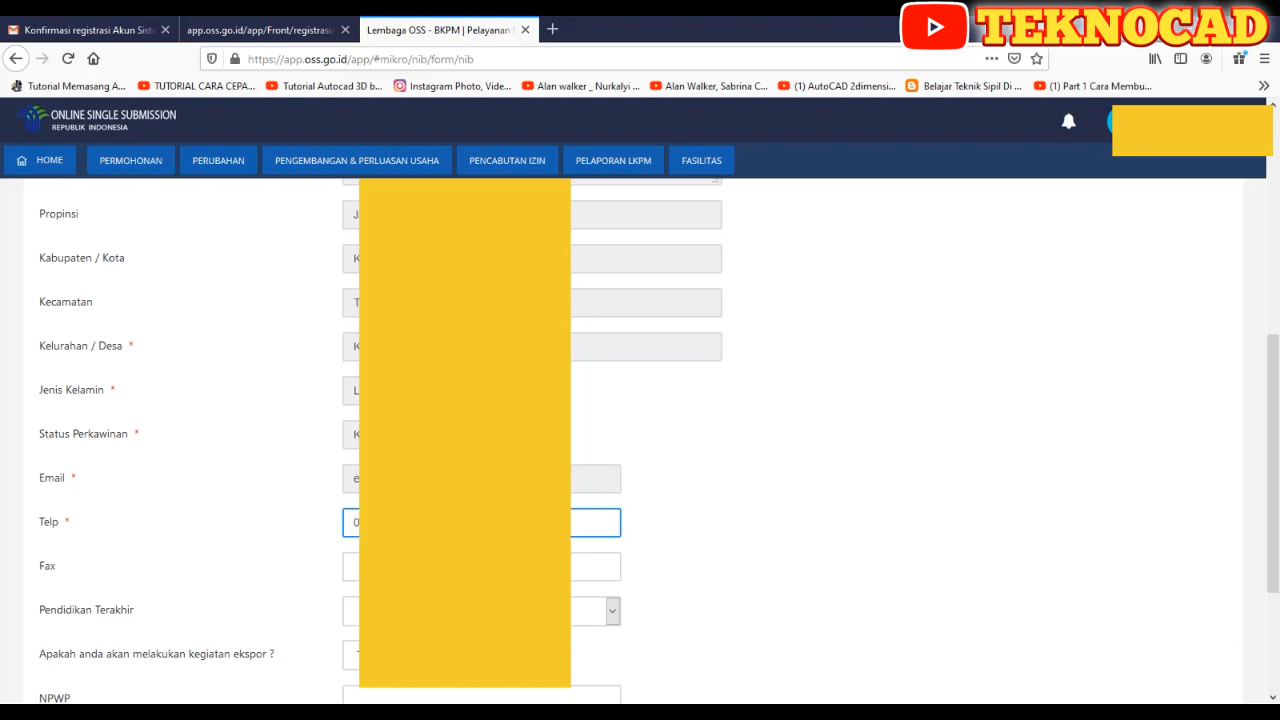 TEKNOCAD
Konfirmasi registrasi Akun Siste
app.oss.go.id/app/Front/registrasi/
Lembaga OSS - BKPM | Pelayanan
https://app.oss.go.id/app/#mikro/nib/form/nib
Tutorial Memasang A...
TUTORIAL CARA CEPA...
Tutorial Autocad 3D b...
Instagram Photo, Vide...
Alan walker _ Nurkalyi ...
Alan Walker, Sabrina C...
(1) AutoCAD 2dimensi...
Belajar Teknik Sipil Di ...
(1) Part 1 Cara Membu...
ONLINE SINGLE SUBMISSION
REPUBLIK INDONESIA
HOME
PERMOHONAN
PERUBAHAN
PENGEMBANGAN & PERLUASAN USAHA
PENCABUTAN IZIN
PELAPORAN LKPM
FASILITAS
Propinsi
Kabupaten / Kota
K
Kecamatan
T
Kelurahan / Desa *
K
Jenis Kelamin *
L
Status Perkawinan *
K
Email *
e
Telp *
0
Fax
Pendidikan Terakhir
Apakah anda akan melakukan kegiatan ekspor ?
NPWP